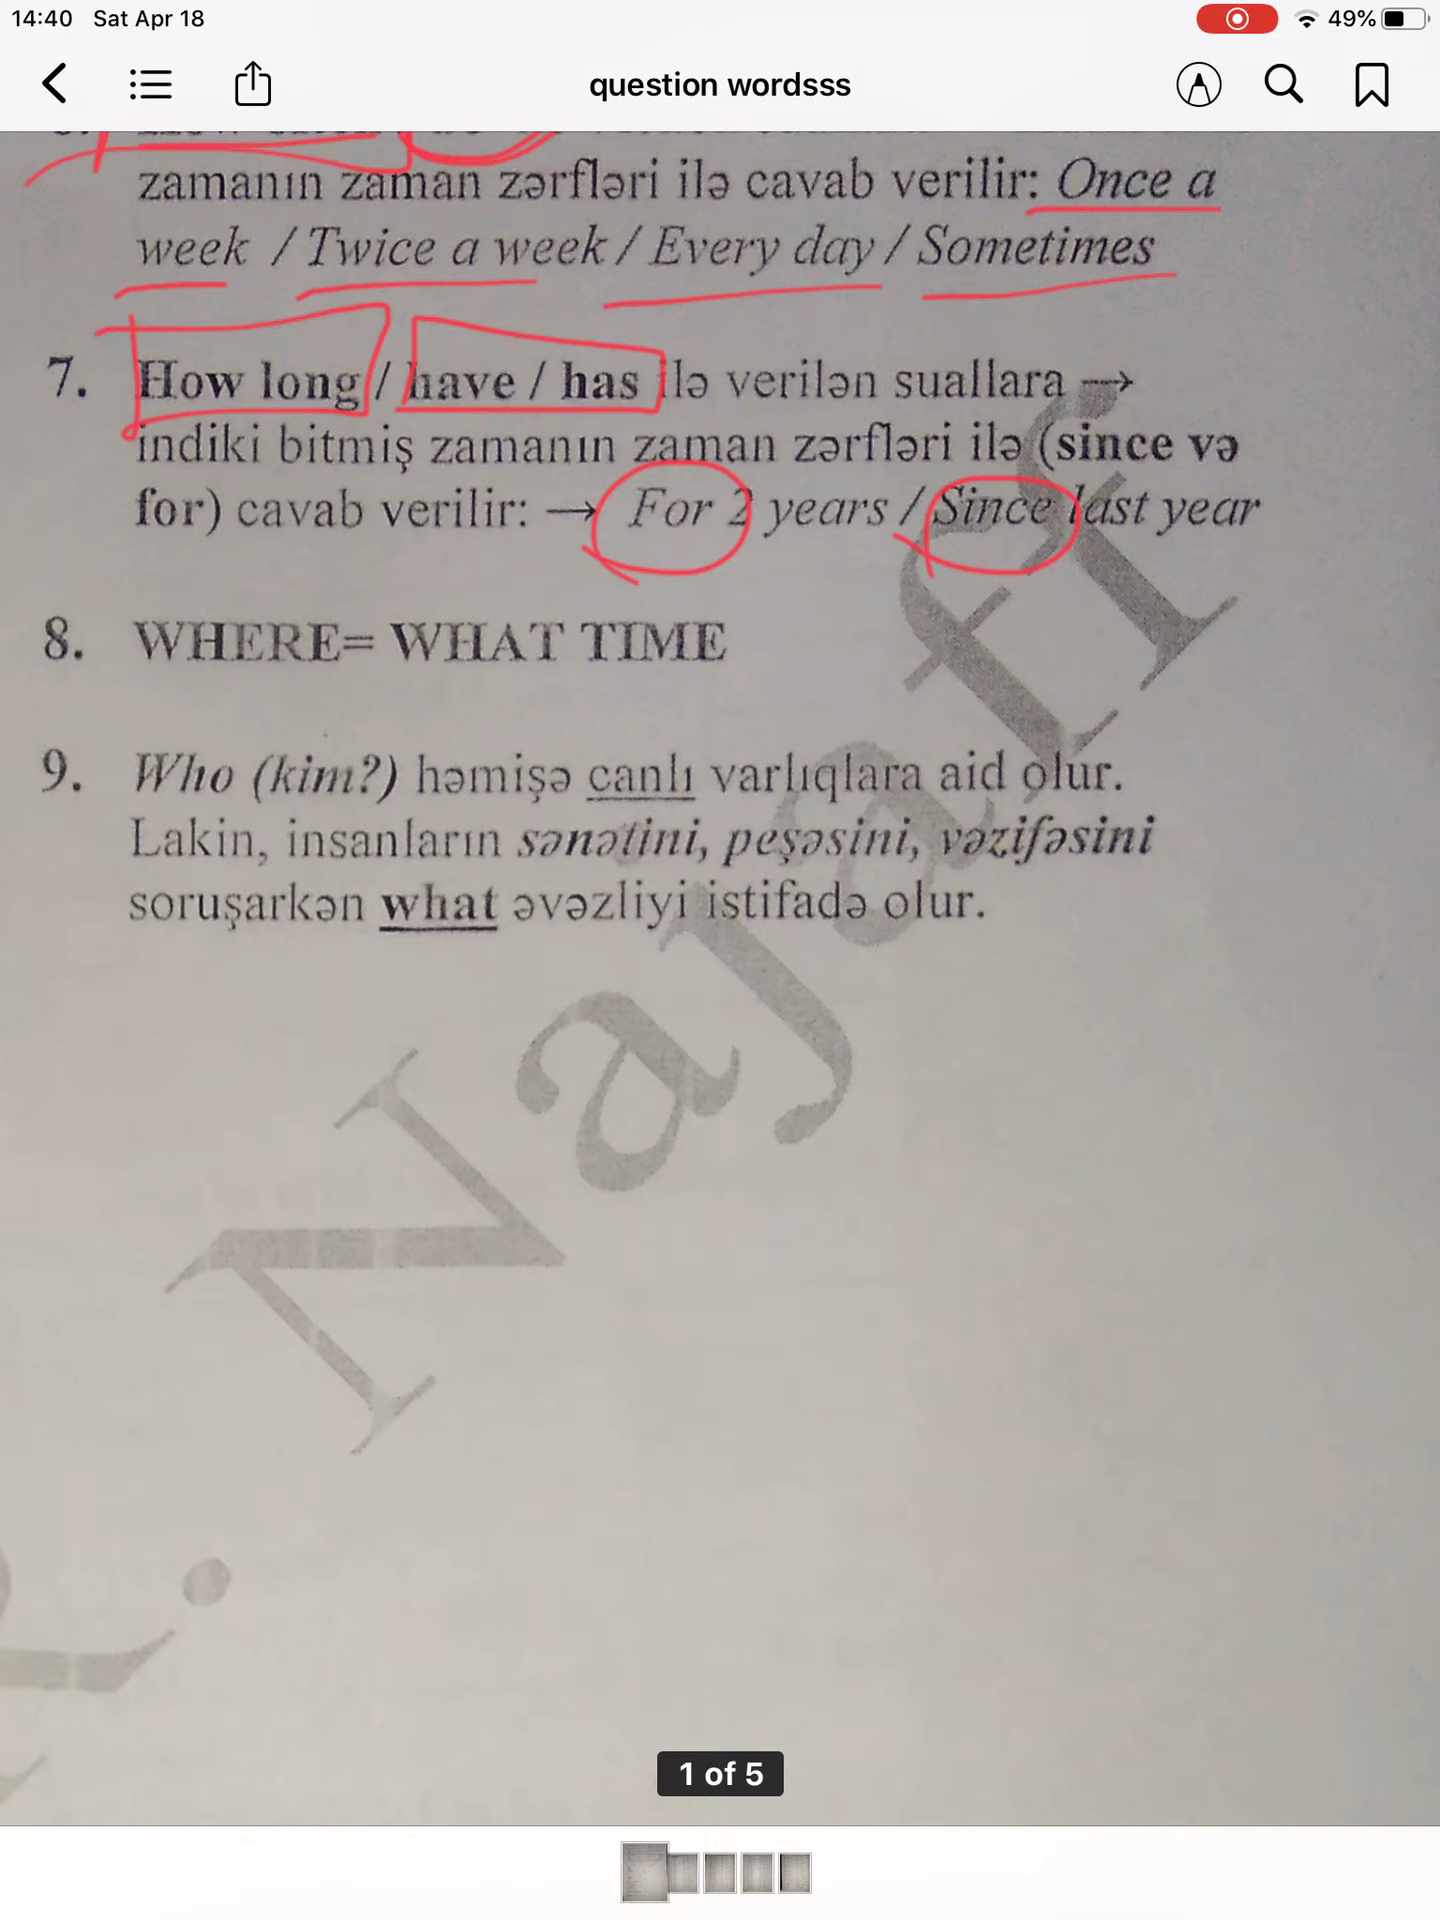 14:40 Sat Apr 18 49%
question wordsss
zamanın zaman zərfləri ilə cavab verilir: Once a
week / Twice a week / Every day / Sometimes
7. How long / have / has ilə verilən suallara →
indiki bitmiş zamanın zaman zərfləri ilə (since və
for) cavab verilir: → For 2 years / Since last year
8. WHERE= WHAT TIME
9. Who (kim?) həmişə canlı varlıqlara aid olur.
Lakin, insanların sənətini, peşəsini, vəzifəsini
soruşarkən what əvəzliyi istifadə olur.
R. Najaffi
1 of 5